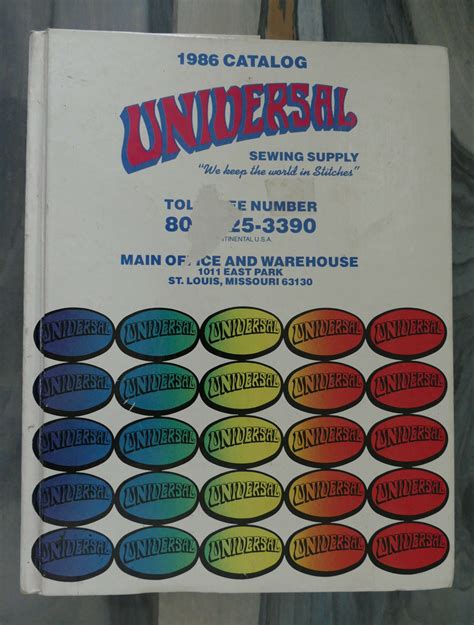 1986 CATALOG
UNIVERSAL
SEWING SUPPLY
"We keep the world in Stitches"
NUMBER
25-3390
U.S.A.
MAIN AND WAREHOUSE
1011 EAST PARK
ST. LOUIS, MISSOURI 63130
UNIVERSAL UNIVERSAL UNIVERSAL UNIVERSAL UNIVERSAL
UNIVERSAL UNIVERSAL UNIVERSAL UNIVERSAL UNIVERSAL
UNIVERSAL UNIVERSAL UNIVERSAL UNIVERSAL UNIVERSAL
UNIVERSAL UNIVERSAL UNIVERSAL UNIVERSAL UNIVERSAL
UNIVERSAL UNIVERSAL UNIVERSAL UNIVERSAL UNIVERSAL